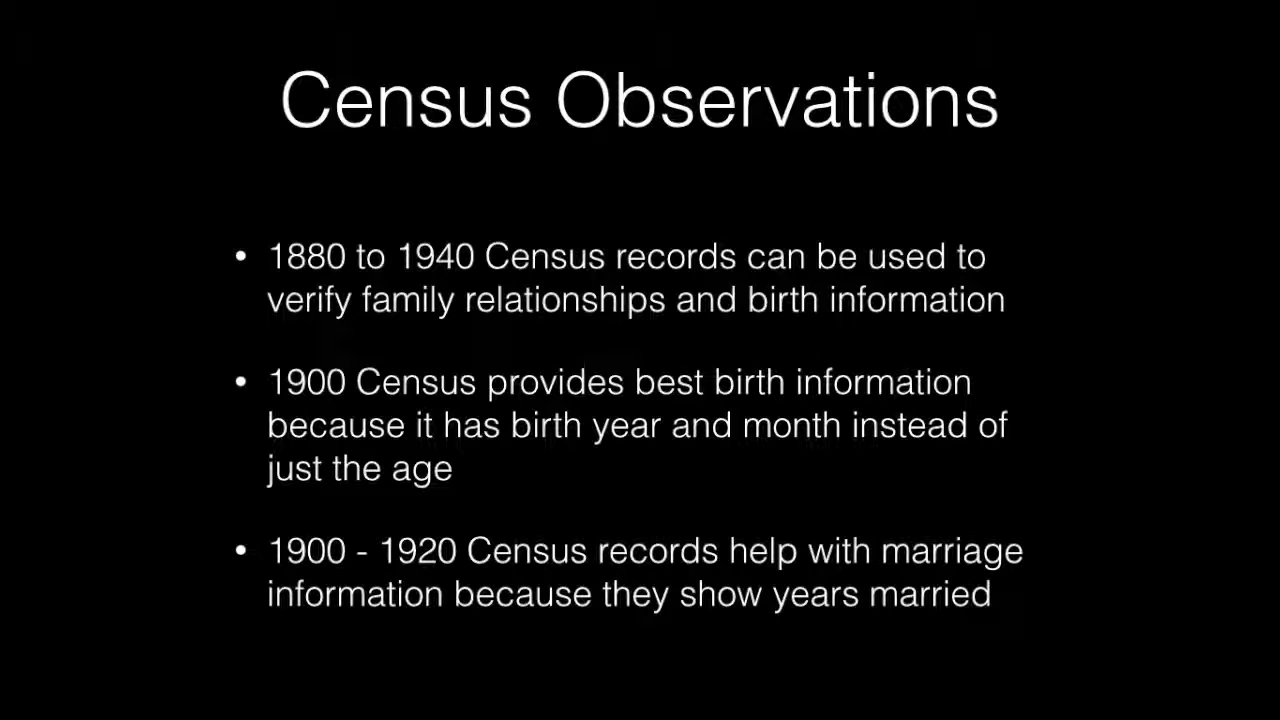 Census Observations
• 1880 to 1940 Census records can be used to
verify family relationships and birth information
• 1900 Census provides best birth information
because it has birth year and month instead of
just the age
• 1900 - 1920 Census records help with marriage
information because they show years married